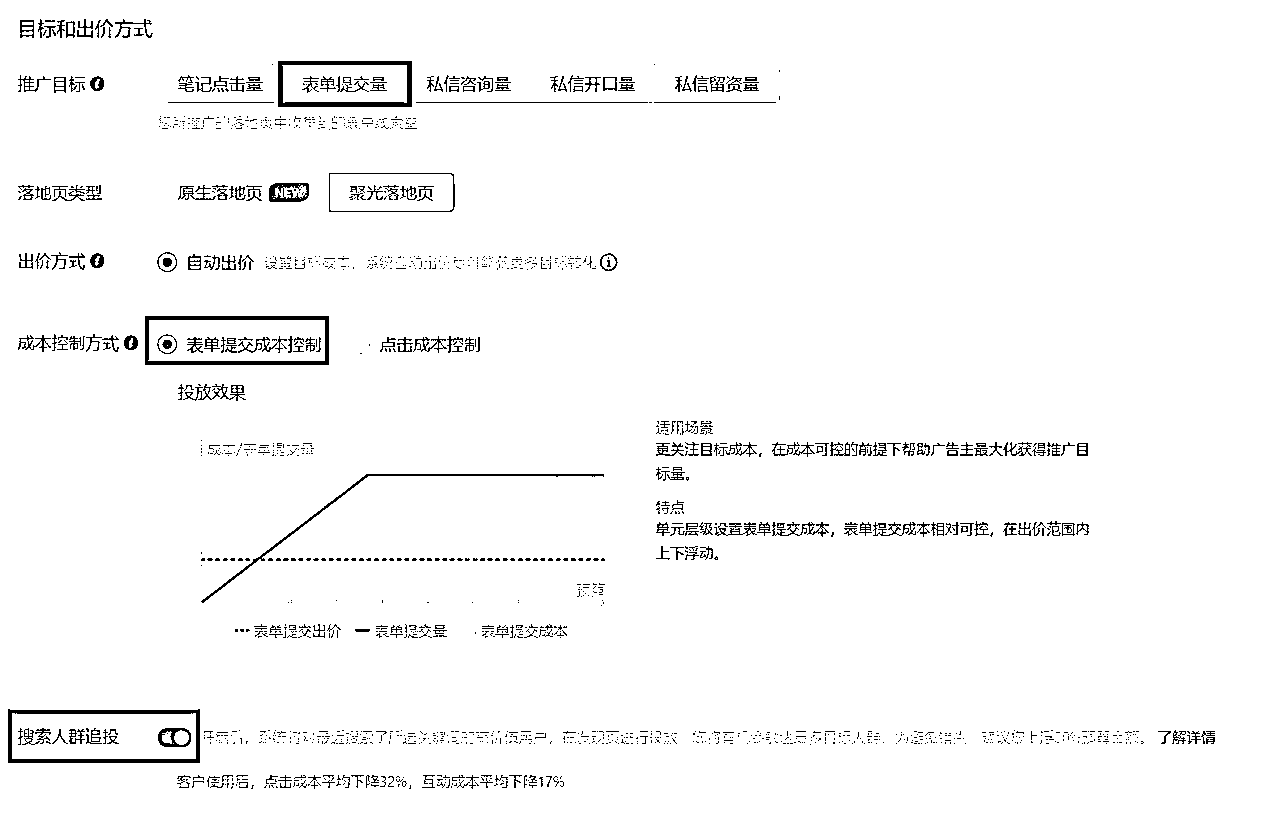 目标和出价方式
推广目标 笔记点击量 表单提交量 私信咨询量 私信开口量 私信留资量
落地页类型 原生落地页 NEW 聚光落地页
出价方式 自动出价
成本控制方式 表单提交成本控制 点击成本控制
投放效果
适用场景
成本/表单提交量
更关注目标成本，在成本可控的前提下帮助广告主最大化获得推广目
标量。
特点
单元层级设置表单提交成本，表单提交成本相对可控，在出价范围内
上下浮动。
预算
表单提交出价 表单提交量 表单提交成本
搜索人群追投 了解详情
客户使用后，点击成本平均下降32%，互动成本平均下降17%